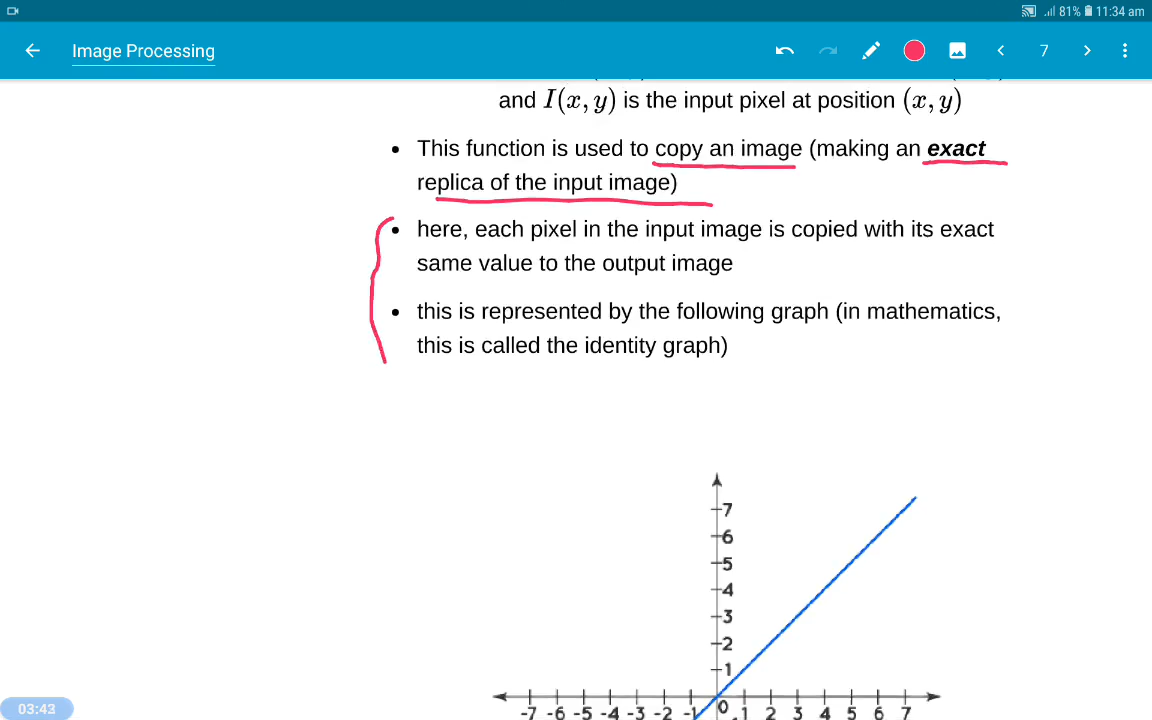 81% 11:34 am
Image Processing
7
and I(x, y) is the input pixel at position (x, y)
• This function is used to copy an image (making an exact
replica of the input image)
• here, each pixel in the input image is copied with its exact
same value to the output image
• this is represented by the following graph (in mathematics,
this is called the identity graph)
7
6
5
4
3
2
1
-7 -6 -5 -4 -3 -2 -1 0 1 2 3 4 5 6 7
03:43